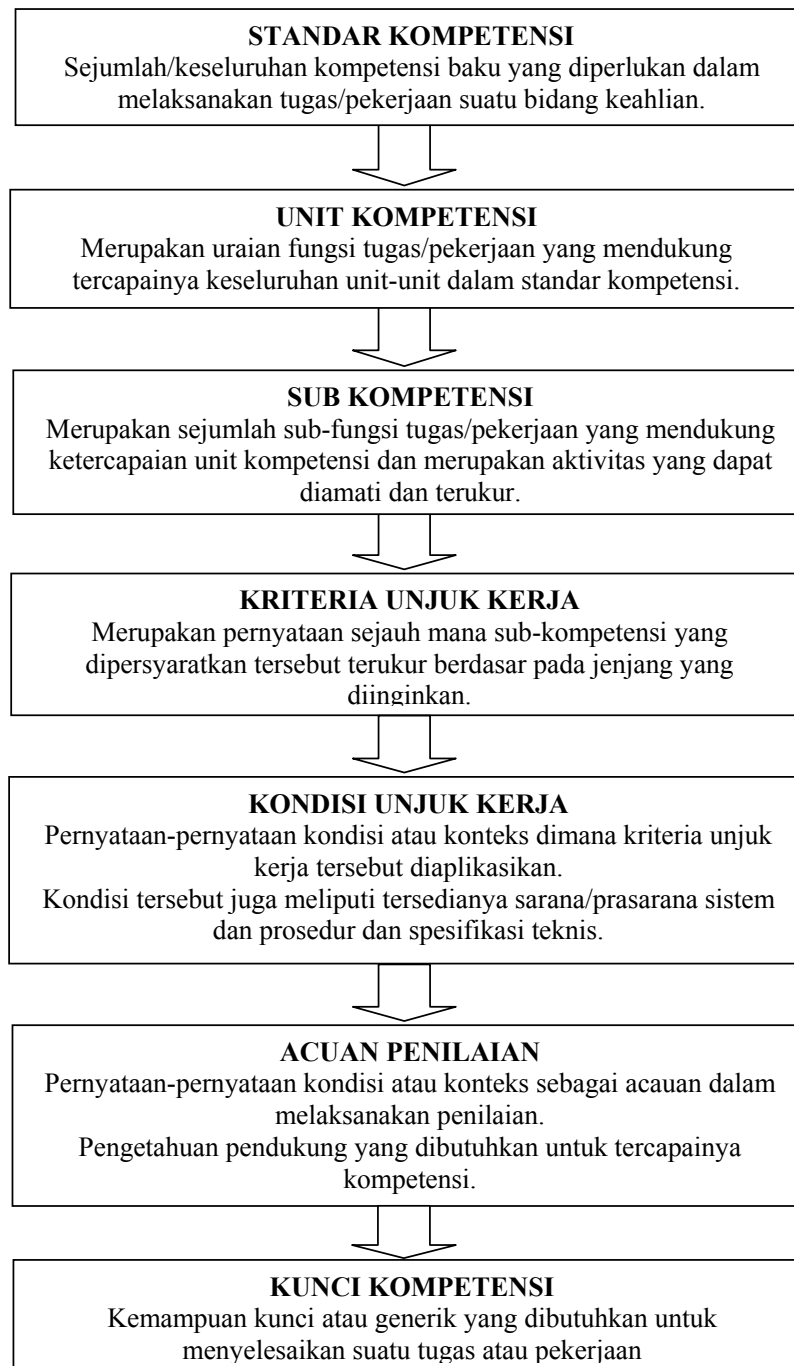 STANDAR KOMPETENSI
Sejumlah/keseluruhan kompetensi baku yang diperlukan dalam
melaksanakan tugas/pekerjaan suatu bidang keahlian.
UNIT KOMPETENSI
Merupakan uraian fungsi tugas/pekerjaan yang mendukung
tercapainya keseluruhan unit-unit dalam standar kompetensi.
SUB KOMPETENSI
Merupakan sejumlah sub-fungsi tugas/pekerjaan yang mendukung
ketercapaian unit kompetensi dan merupakan aktivitas yang dapat
diamati dan terukur.
KRITERIA UNJUK KERJA
Merupakan pernyataan sejauh mana sub-kompetensi yang
dipersyaratkan tersebut terukur berdasar pada jenjang yang
diinginkan.
KONDISI UNJUK KERJA
Pernyataan-pernyataan kondisi atau konteks dimana kriteria unjuk
kerja tersebut diaplikasikan.
Kondisi tersebut juga meliputi tersedianya sarana/prasarana sistem
dan prosedur dan spesifikasi teknis.
ACUAN PENILAIAN
Pernyataan-pernyataan kondisi atau konteks sebagai acauan dalam
melaksanakan penilaian.
Pengetahuan pendukung yang dibutuhkan untuk tercapainya
kompetensi.
KUNCI KOMPETENSI
Kemampuan kunci atau generik yang dibutuhkan untuk
menyelesaikan suatu tugas atau pekerjaan